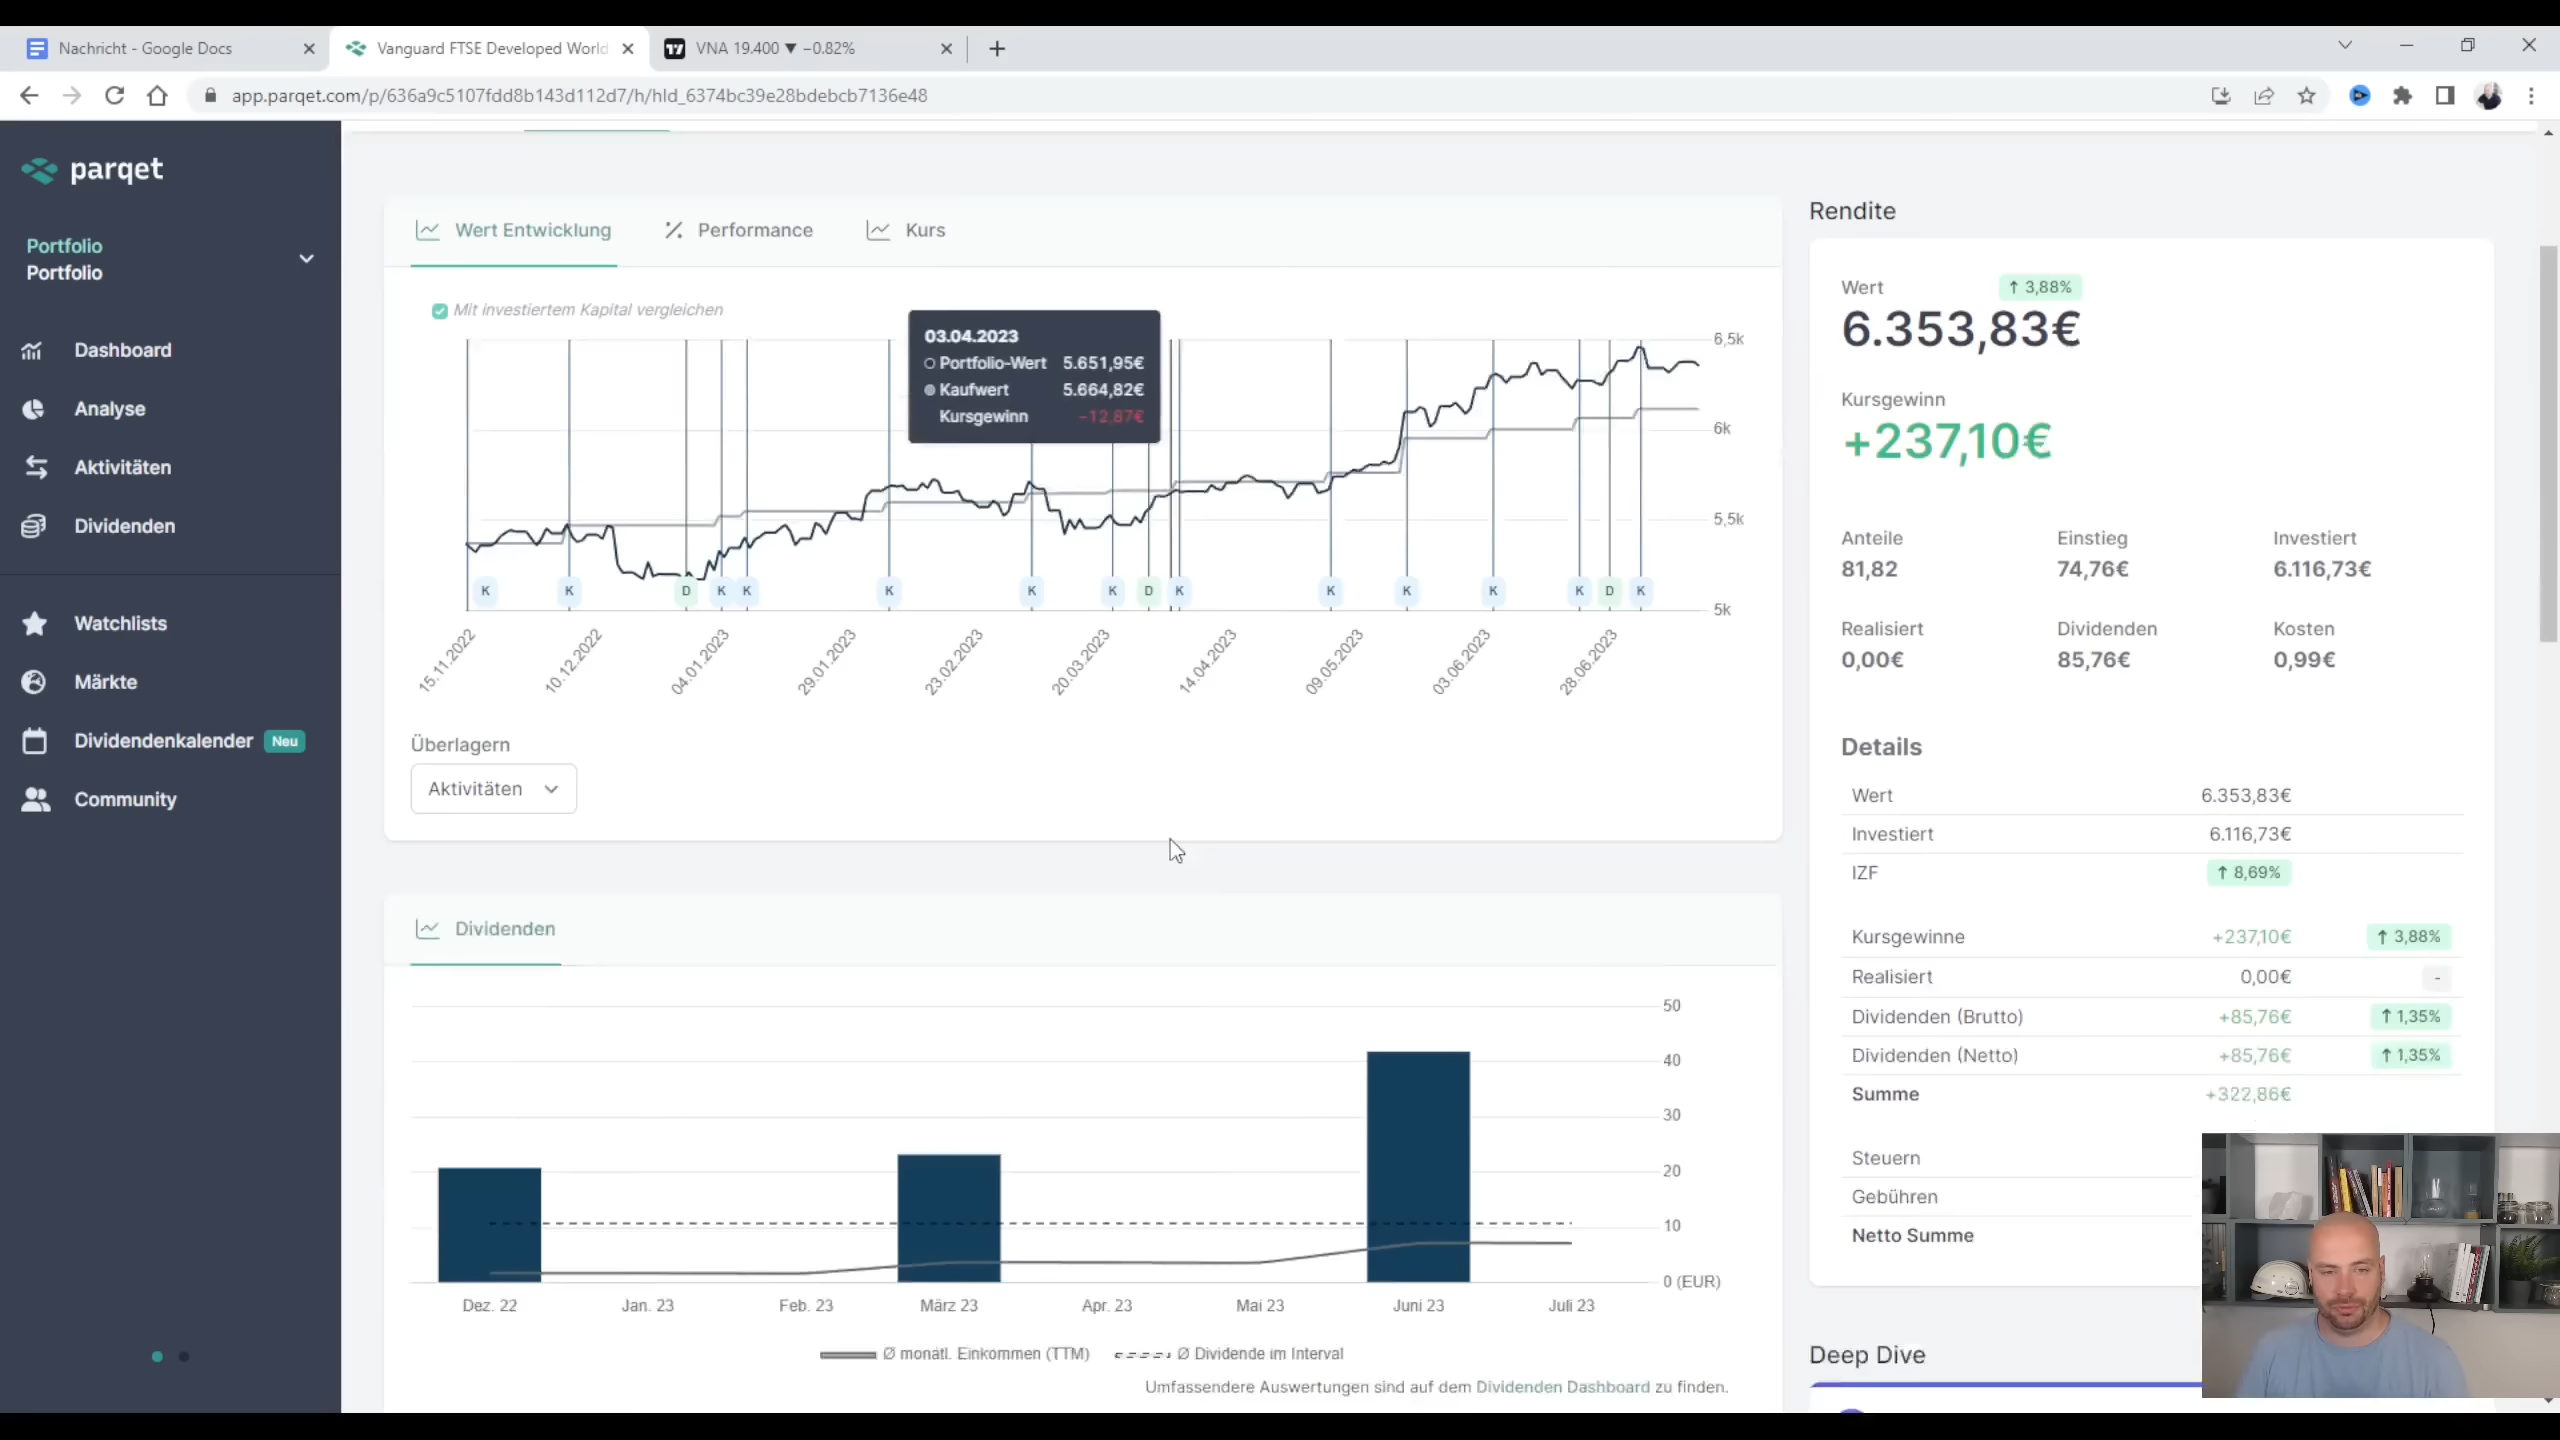 Nachricht - Google Docs
Vanguard FTSE Developed World
VNA 19.400 ▼ −0.82%
app.parqet.com/p/636a9c5107fdd8b143d112d7/h/hld_6374bc39e28bdebcb7136e48
parqet
Portfolio
Portfolio
Dashboard
Analyse
Aktivitäten
Dividenden
Watchlists
Märkte
Dividendenkalender Neu
Community
Wert Entwicklung
Performance
Kurs
Mit investiertem Kapital vergleichen
03.04.2023
Portfolio-Wert 5.651,95€
Kaufwert 5.664,82€
Kursgewinn -12,87€
6,5k
6k
5,5k
5k
K K D K K K K K D K K K K K D K
15.11.2022 10.12.2022 04.01.2023 29.01.2023 23.02.2023 20.03.2023 14.04.2023 09.05.2023 03.06.2023 28.06.2023
Überlagern
Aktivitäten
Dividenden
50
40
30
20
10
0 (EUR)
Dez. 22 Jan. 23 Feb. 23 März 23 Apr. 23 Mai 23 Juni 23 Juli 23
Ø monatl. Einkommen (TTM) Ø Dividende im Interval
Umfassendere Auswertungen sind auf dem Dividenden Dashboard zu finden.
Rendite
Wert ↑ 3,88%
6.353,83€
Kursgewinn
+237,10€
Anteile Einstieg Investiert
81,82 74,76€ 6.116,73€
Realisiert Dividenden Kosten
0,00€ 85,76€ 0,99€
Details
Wert 6.353,83€
Investiert 6.116,73€
IZF ↑ 8,69%
Kursgewinne +237,10€ ↑ 3,88%
Realisiert 0,00€ -
Dividenden (Brutto) +85,76€ ↑ 1,35%
Dividenden (Netto) +85,76€ ↑ 1,35%
Summe +322,86€
Steuern
Gebühren
Netto Summe
Deep Dive